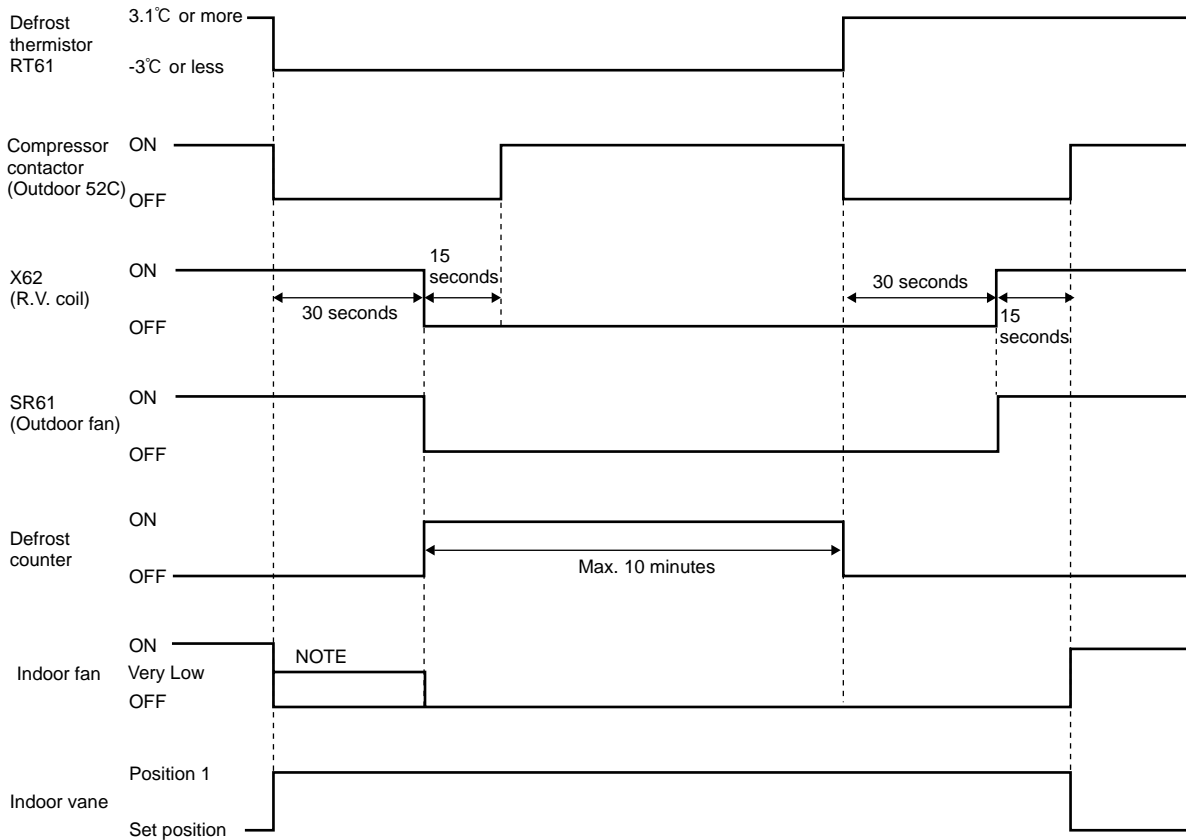 Defrost
thermistor
RT61
3.1℃ or more
-3℃ or less
Compressor
contactor
(Outdoor 52C)
ON
OFF
X62
(R.V. coil)
ON
OFF
30 seconds
15
seconds
30 seconds
15
seconds
SR61
(Outdoor fan)
ON
OFF
Defrost
counter
ON
OFF
Max. 10 minutes
Indoor fan
ON
Very Low
OFF
NOTE
Indoor vane
Position 1
Set position